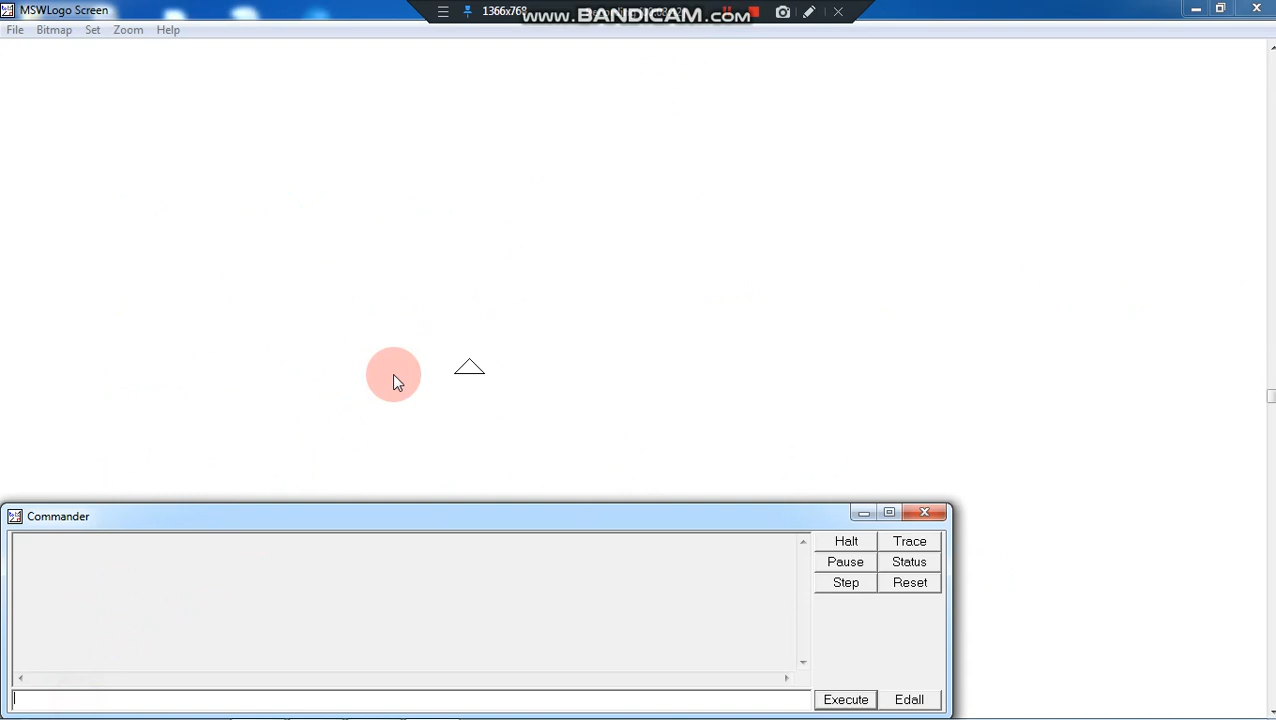 MSWLogo Screen
1366x768
www.BANDICAM.com
File Bitmap Set Zoom Help
Commander
Halt Trace
Pause Status
Step Reset
Execute Edall